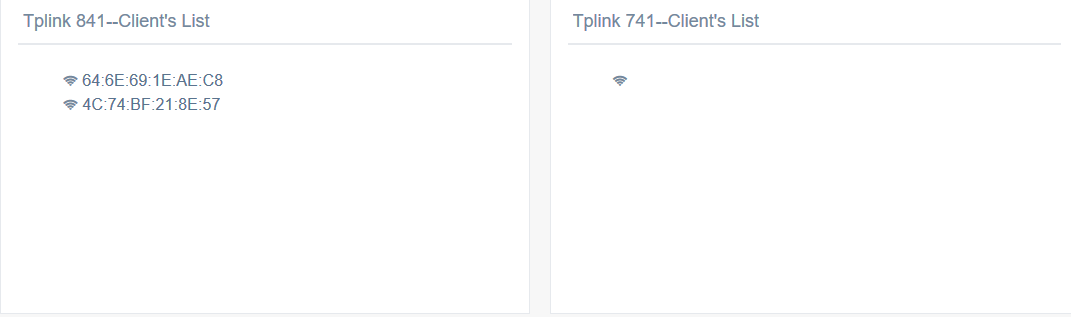 Tplink 841--Client's List
64:6E:69:1E:AE:C8
4C:74:BF:21:8E:57
Tplink 741--Client's List